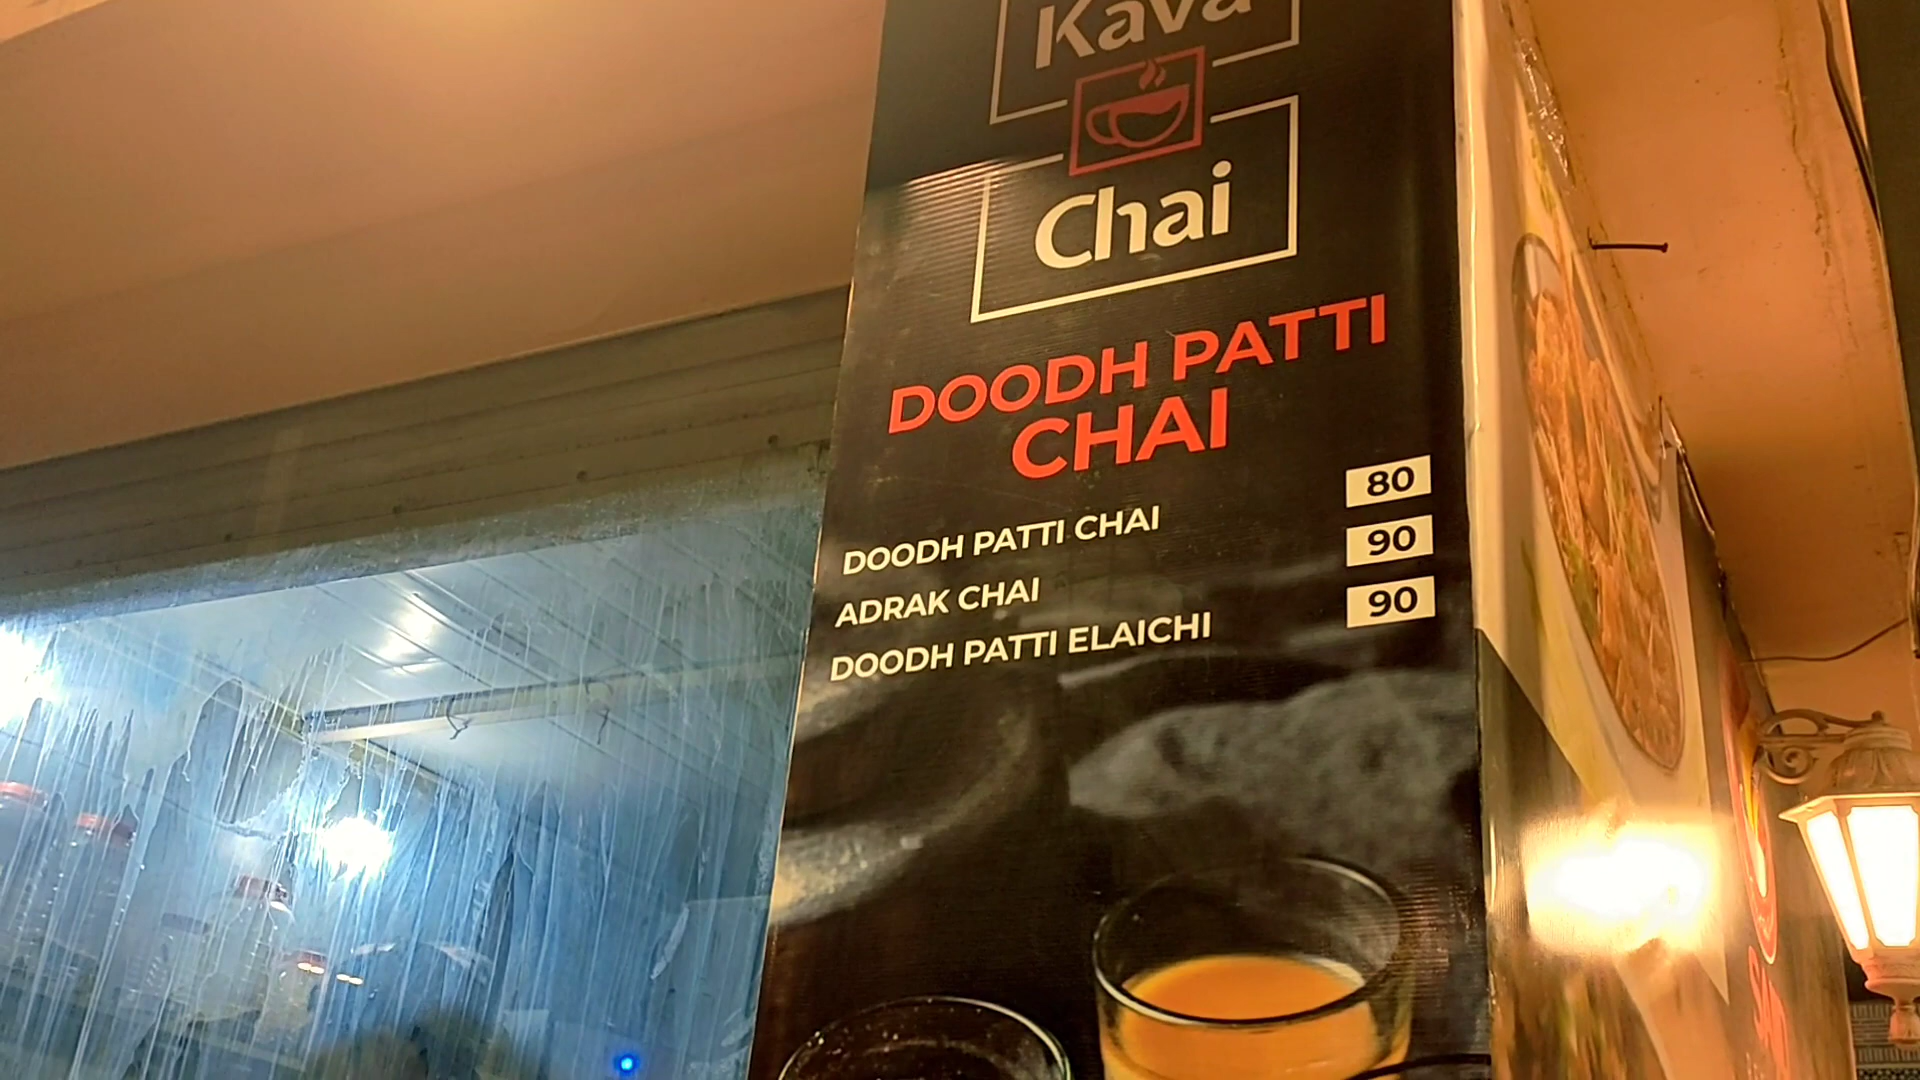 Kava
Chai
DOODH PATTI
CHAI
DOODH PATTI CHAI 80
ADRAK CHAI 90
DOODH PATTI ELAICHI 90